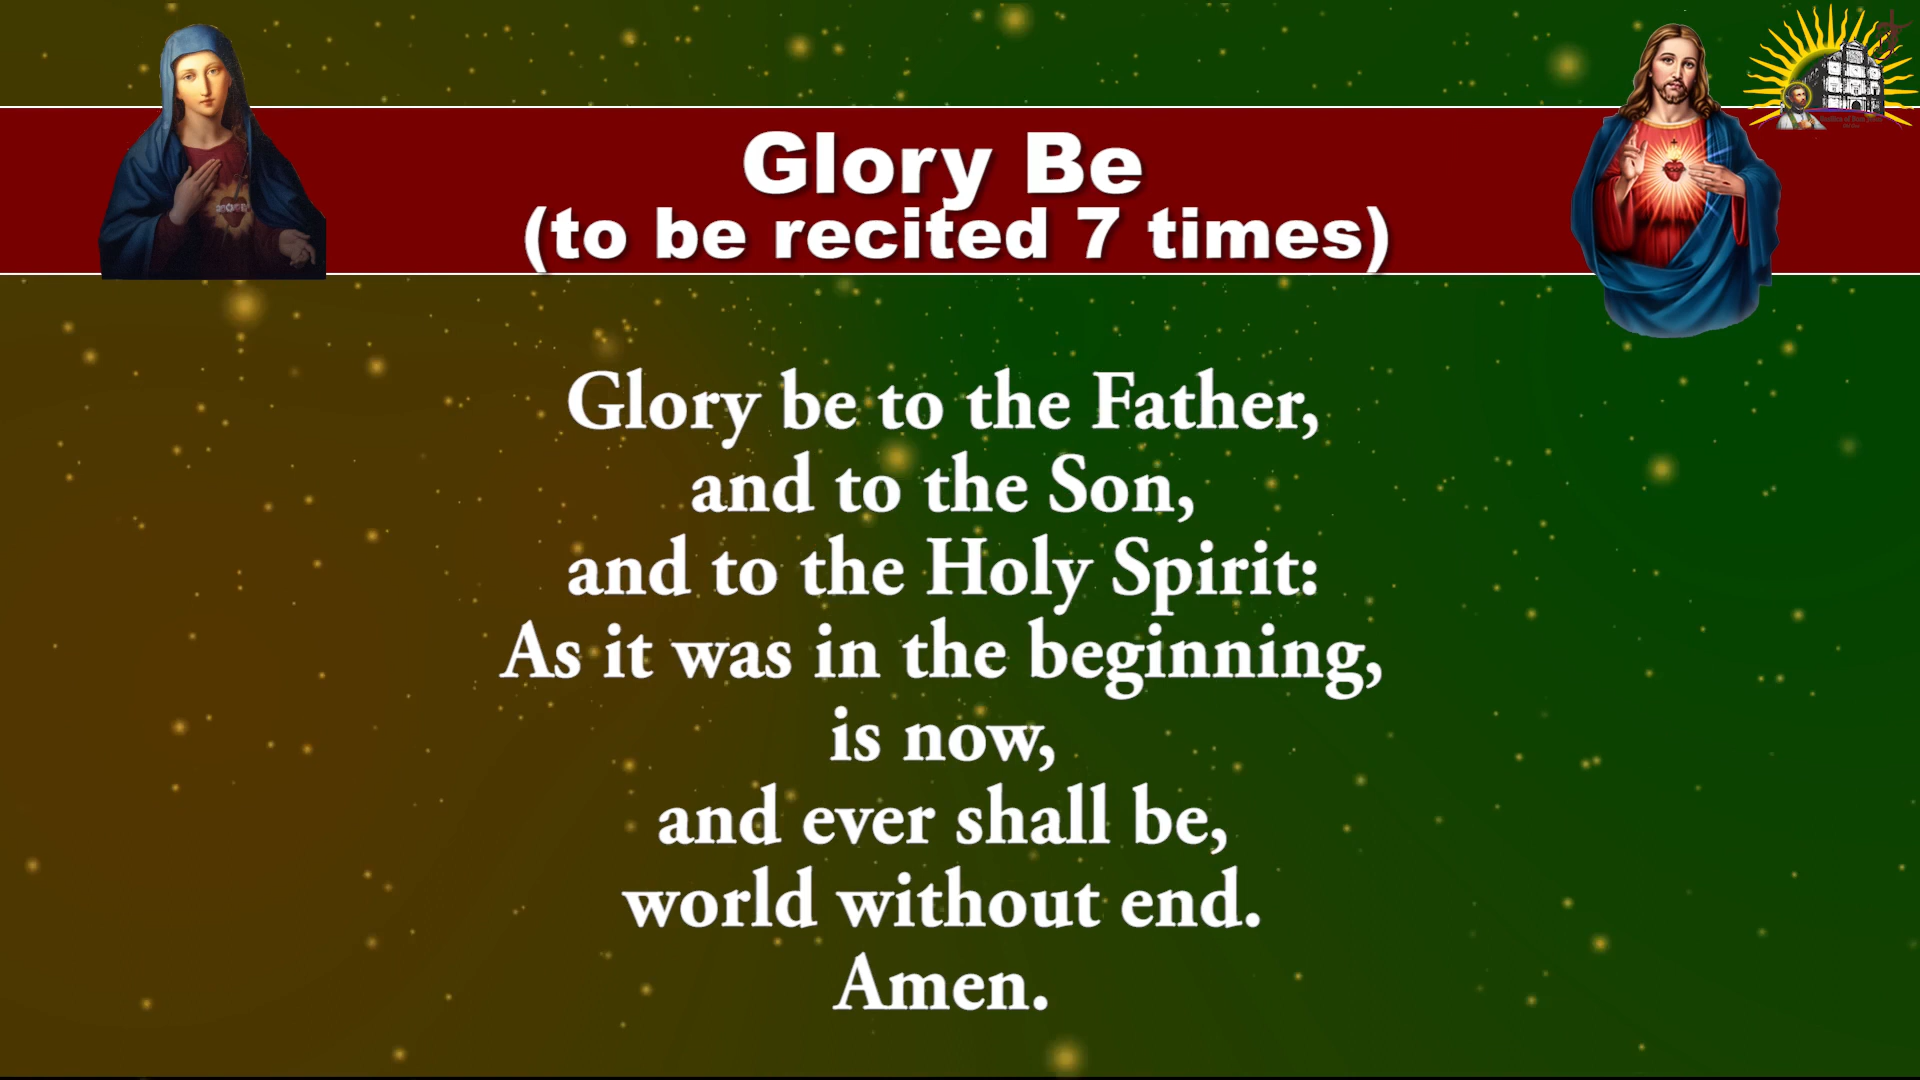 Glory Be
(to be recited 7 times)
Glory be to the Father,
and to the Son,
and to the Holy Spirit:
As it was in the beginning,
is now,
and ever shall be,
world without end.
Amen.